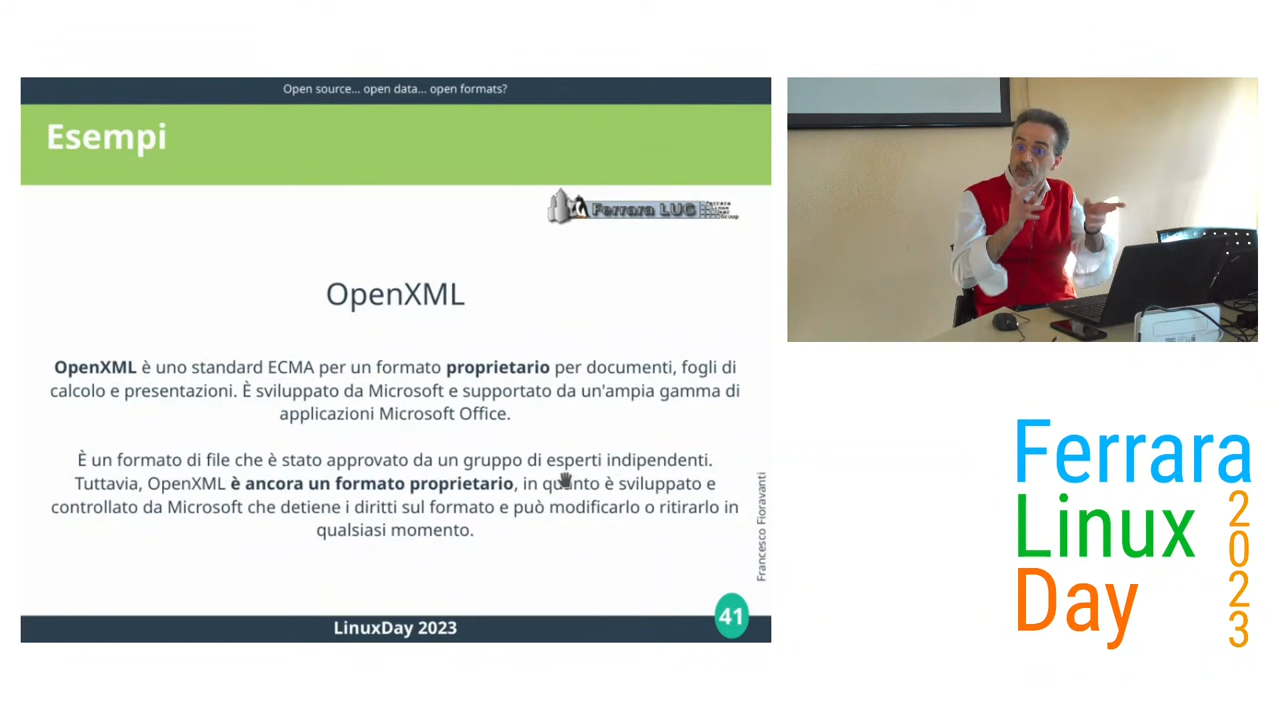 Open source... open data... open formats?
Esempi
Ferrara LUG
Ferrara
Linux
User
Group
OpenXML
OpenXML è uno standard ECMA per un formato proprietario per documenti, fogli di
calcolo e presentazioni. È sviluppato da Microsoft e supportato da un'ampia gamma di
applicazioni Microsoft Office.
È un formato di file che è stato approvato da un gruppo di esperti indipendenti.
Tuttavia, OpenXML è ancora un formato proprietario, in quanto è sviluppato e
controllato da Microsoft che detiene i diritti sul formato e può modificarlo o ritirarlo in
qualsiasi momento.
Francesco Fioravanti
41
LinuxDay 2023
Ferrara
Linux
Day
2023